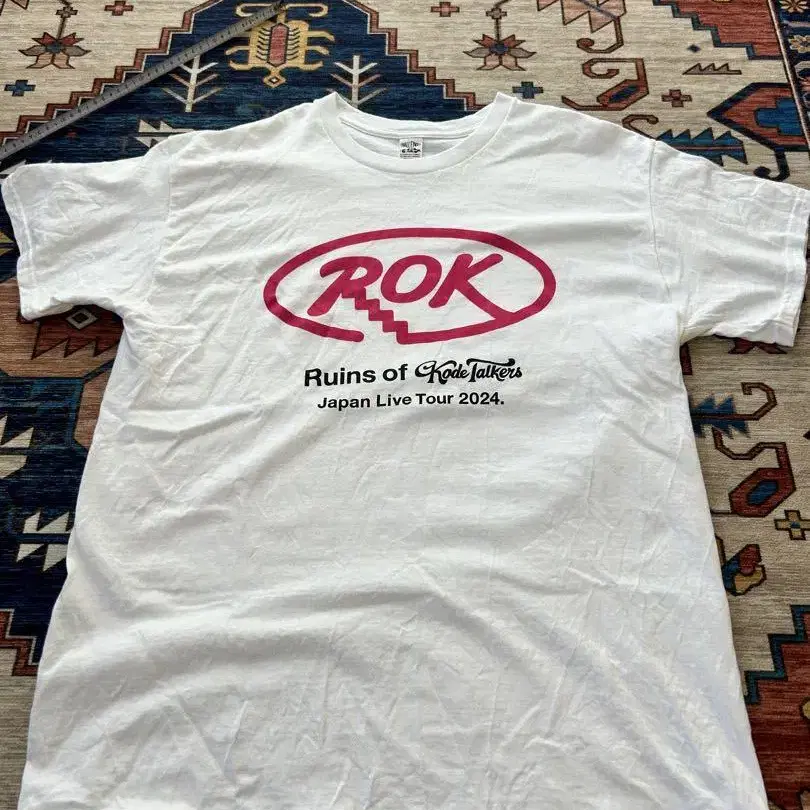 ROK
Ruins of Kode Talkers
Japan Live Tour 2024.